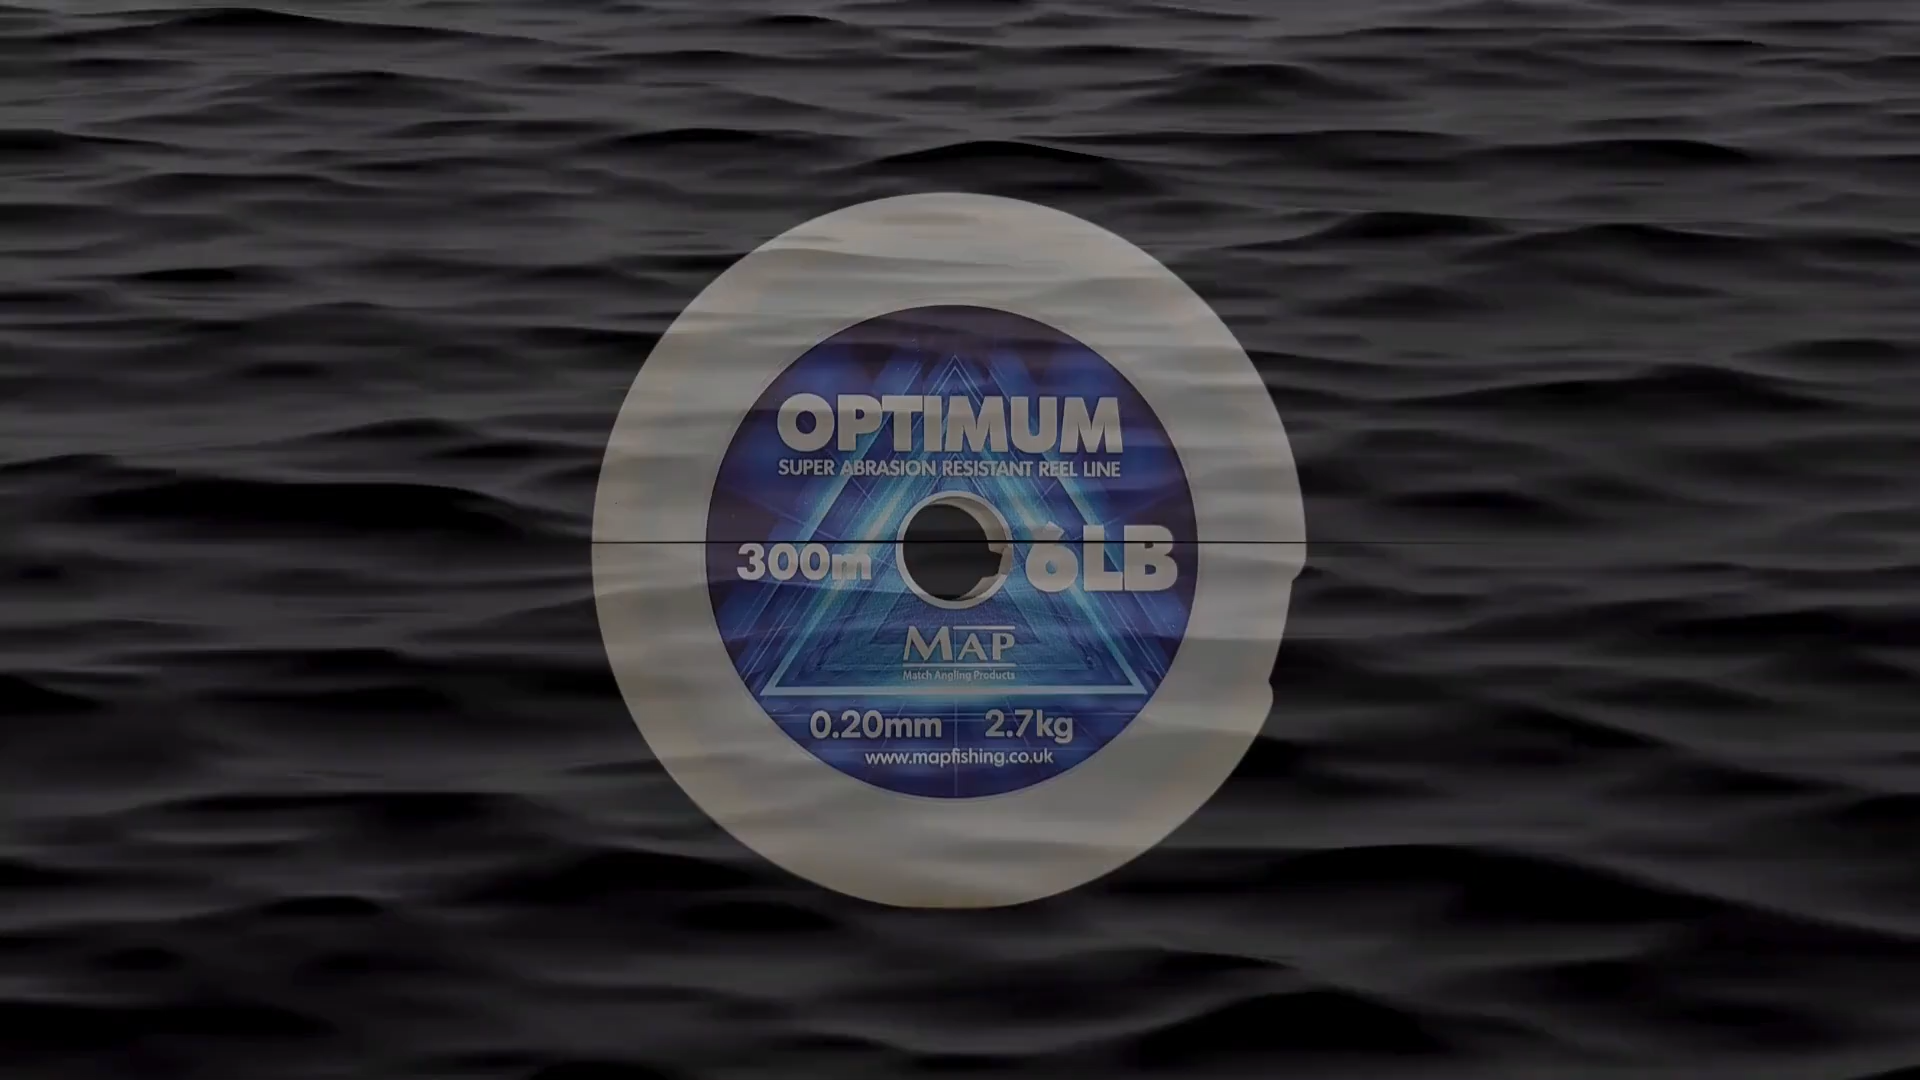 OPTIMUM
SUPER ABRASION RESISTANT REEL LINE
300m
6LB
MAP
Match Angling Products
0.20mm 2.7kg
www.mapfishing.co.uk